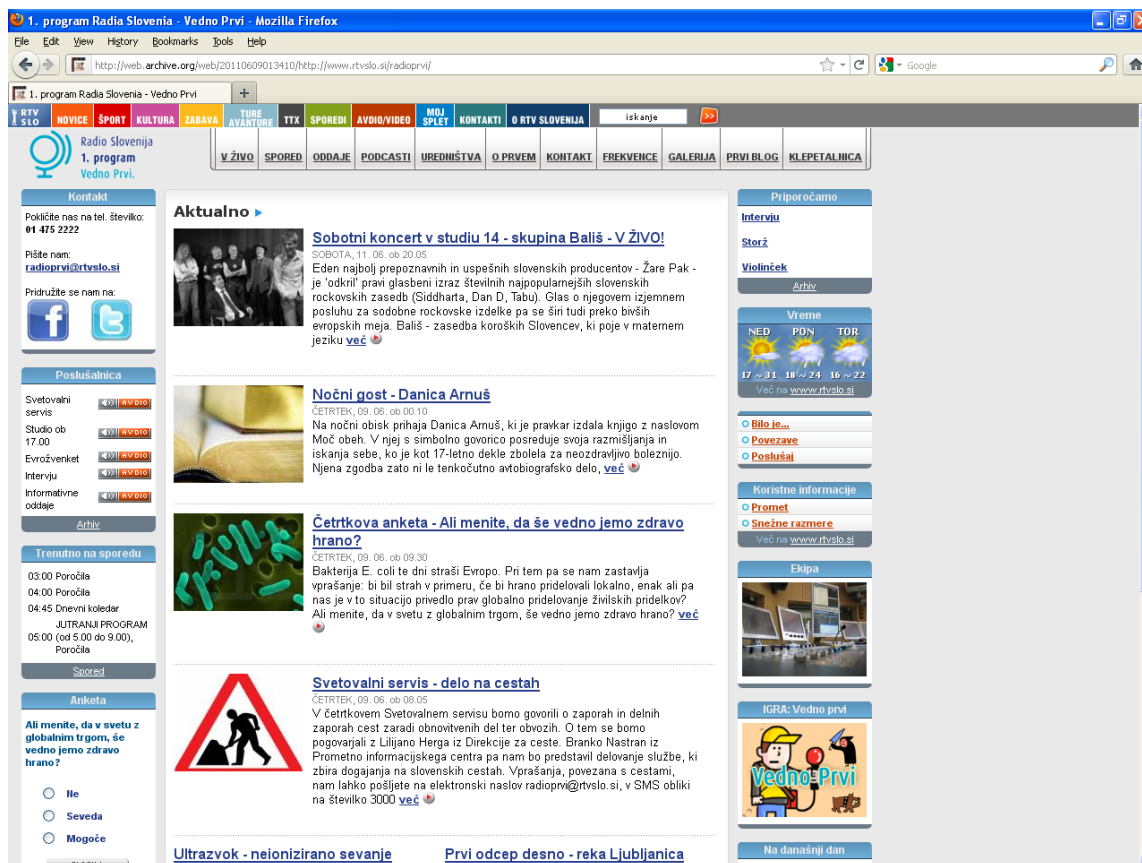 1. program Radia Slovenia - Vedno Prvi - Mozilla Firefox
File Edit View History Bookmarks Tools Help
http://web.archive.org/web/20110609013410/http://www.rtvslo.si/radioprvi/
Google
1. program Radia Slovenia - Vedno Prvi
RTV SLO NOVICE ŠPORT KULTURA ZABAVA TURE AVANTURE TTX SPOREDI AVDIO/VIDEO MOJ SPLET KONTAKTI O RTV SLOVENIJA iskanje
Radio Slovenija
1. program
Vedno Prvi.
V ŽIVO SPORED ODDAJE PODCASTI UREDNIŠTVA O PRVEM KONTAKT FREKVENCE GALERIJA PRVI BLOG KLEPETALNICA
Kontakt
Pokličite nas na tel. številko:
01 475 2222
Pišite nam:
radioprvi@rtvslo.si
Pridružite se nam na:
Poslušalnica
Svetovalni
servis
AUDIO
Studio ob
17.00
AUDIO
Evrožvenket
AUDIO
Intervju
AUDIO
Informativne
oddaje
AUDIO
Arhiv
Trenutno na sporedu
03:00 Poročila
04:00 Poročila
04:45 Dnevni koledar
JUTRANJI PROGRAM
05:00 (od 5.00 do 9.00),
Poročila
Spored
Anketa
Ali menite, da v svetu z
globalnim trgom, še
vedno jemo zdravo
hrano?
Ne
Seveda
Mogoče
Aktualno
Sobotni koncert v studiu 14 - skupina Bališ - V ŽIVO!
SOBOTA, 11. 06. ob 20.05
Eden najbolj prepoznavnih in uspešnih slovenskih producentov - Žare Pak -
je 'odkril' pravi glasbeni izraz številnih najpopularnejših slovenskih
rockovskih zasedb (Siddharta, Dan D, Tabu). Glas o njegovem izjemnem
posluhu za sodobne rockovske izdelke pa se širi tudi preko bivših
evropskih meja. Bališ - zasedba koroških Slovencev, ki poje v maternem
jeziku več
Nočni gost - Danica Arnuš
ČETRTEK, 09. 06. ob 00.10
Na nočni obisk prihaja Danica Arnuš, ki je pravkar izdala knjigo z naslovom
Moč obeh. V njej s simbolno govorico posreduje svoja razmišljanja in
iskanja sebe, ko je kot 17-letno dekle zbolela za neozdravljivo boleznijo.
Njena zgodba zato ni le tenkočutno avtobiografsko delo, več
Četrtkova anketa - Ali menite, da še vedno jemo zdravo
hrano?
ČETRTEK, 09. 06. ob 09.30
Bakterija E. coli te dni straši Evropo. Pri tem pa se nam zastavlja
vprašanje: bi bil strah v primeru, če bi hrano pridelovali lokalno, enak ali pa
nas je v to situacijo privedlo prav globalno pridelovanje živilskih pridelkov?
Ali menite, da v svetu z globalnim trgom, še vedno jemo zdravo hrano? več
Svetovalni servis - delo na cestah
ČETRTEK, 09. 06. ob 08.05
V četrtkovem Svetovalnem servisu bomo govorili o zaporah in delnih
zaporah cest zaradi obnovitvenih del ter obvozih. O tem se bomo
pogovarjali z Lilijano Herga iz Direkcije za ceste. Branko Nastran iz
Prometno informacijskega centra pa nam bo predstavil delovanje službe, ki
zbira dogajanja na slovenskih cestah. Vprašanja, povezana s cestami,
nam lahko pošljete na elektronski naslov radioprvi@rtvslo.si, v SMS obliki
na številko 3000 več
Ultrazvok - neionizirano sevanje
Prvi odcep desno - reka Ljubljanica
Priporočamo
Intervju
Storž
Violinček
Arhiv
Vreme
NED PON TOR
17 ~ 31 18 ~ 24 16 ~ 22
Več na www.rtvslo.si
Bilo je...
Povezave
Poslušaj
Koristne informacije
Promet
Snežne razmere
Več na www.rtvslo.si
Ekipa
IGRA: Vedno prvi
Vedno Prvi
Na današnji dan